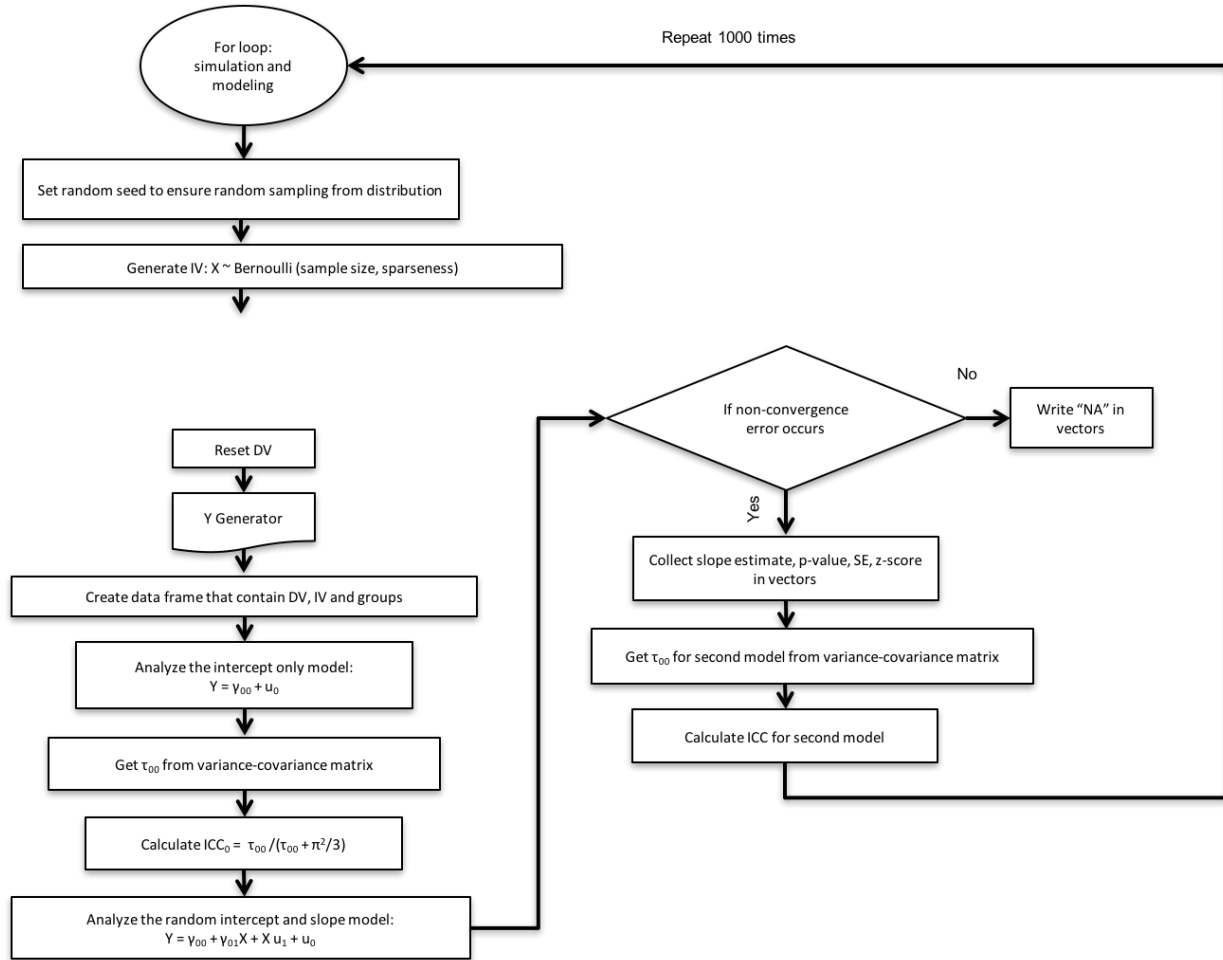 Repeat 1000 times
For loop:
simulation and
modeling
Set random seed to ensure random sampling from distribution
Generate IV: X ~ Bernoulli (sample size, sparseness)
Reset DV
Y Generator
Create data frame that contain DV, IV and groups
Analyze the intercept only model:
Y = γ₀₀ + u₀
Get τ₀₀ from variance-covariance matrix
Calculate ICC₀ = τ₀₀ /(τ₀₀ + π²/3)
Analyze the random intercept and slope model:
Y = γ₀₀ + γ₀₁X + X u₁ + u₀
If non-convergence
error occurs
No
Write “NA” in
vectors
Yes
Collect slope estimate, p-value, SE, z-score
in vectors
Get τ₀₀ for second model from variance-covariance matrix
Calculate ICC for second model